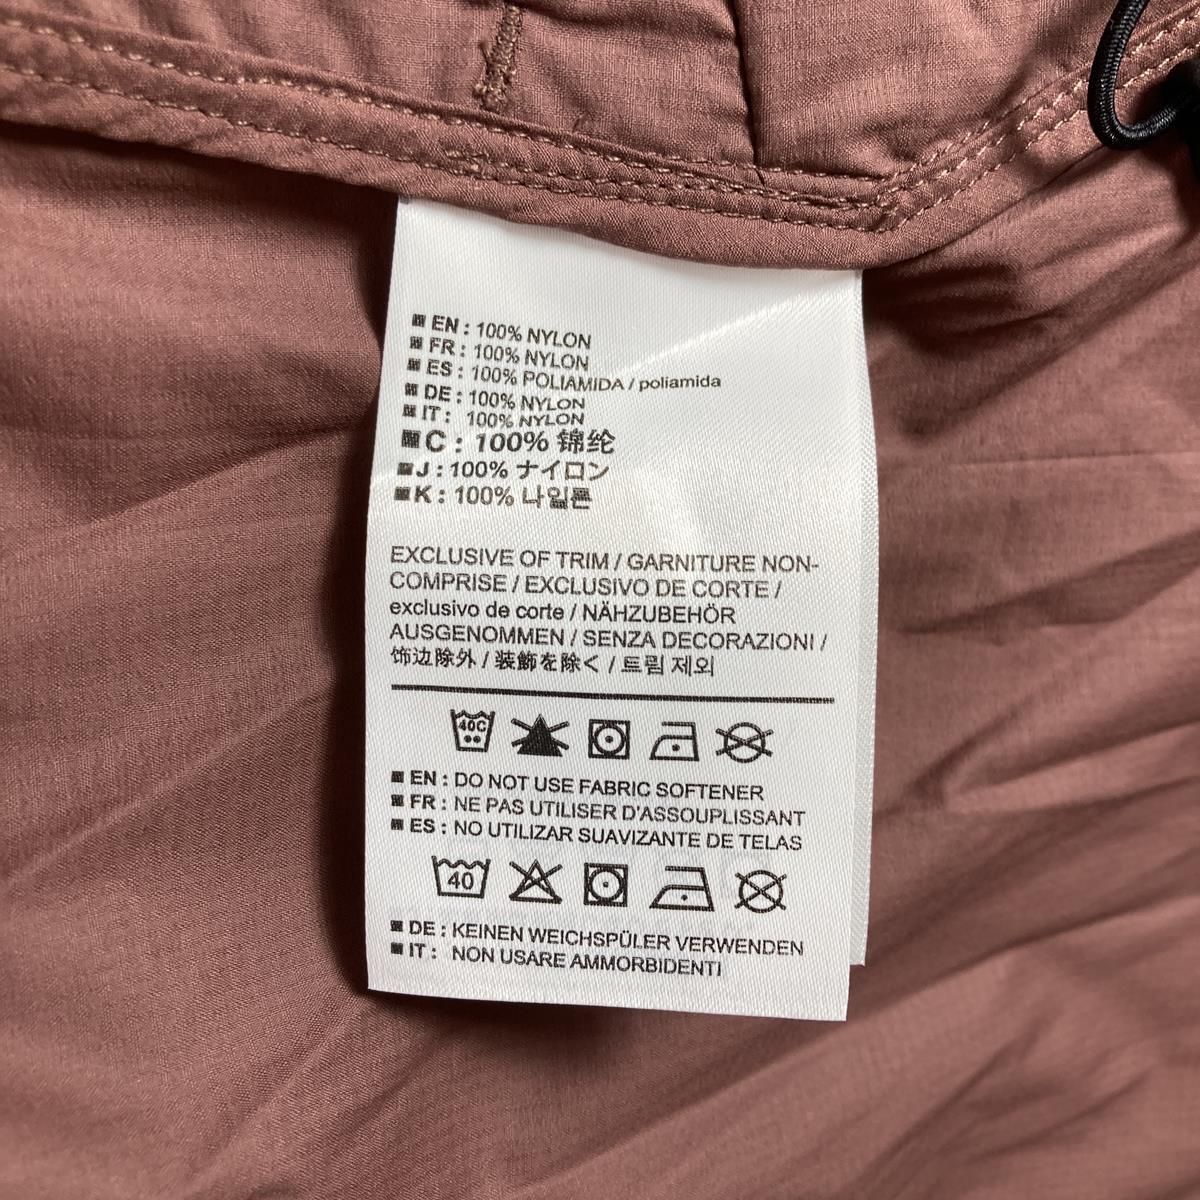 EN : 100% NYLON
FR : 100% NYLON
ES : 100% POLIAMIDA / poliamida
DE : 100% NYLON
IT : 100% NYLON
C : 100% 锦纶
J : 100% ナイロン
K : 100% 나일론
EXCLUSIVE OF TRIM / GARNITURE NON-
COMPRISE / EXCLUSIVO DE CORTE /
exclusivo de corte / NÄHZUBEHÖR
AUSGENOMMEN / SENZA DECORAZIONI /
饰边除外 / 装飾を除く / 트림 제외
40C
EN : DO NOT USE FABRIC SOFTENER
FR : NE PAS UTILISER D'ASSOUPLISSANT
ES : NO UTILIZAR SUAVIZANTE DE TELAS
40
DE : KEINEN WEICHSPÜLER VERWENDEN
IT : NON USARE AMMORBIDENTI